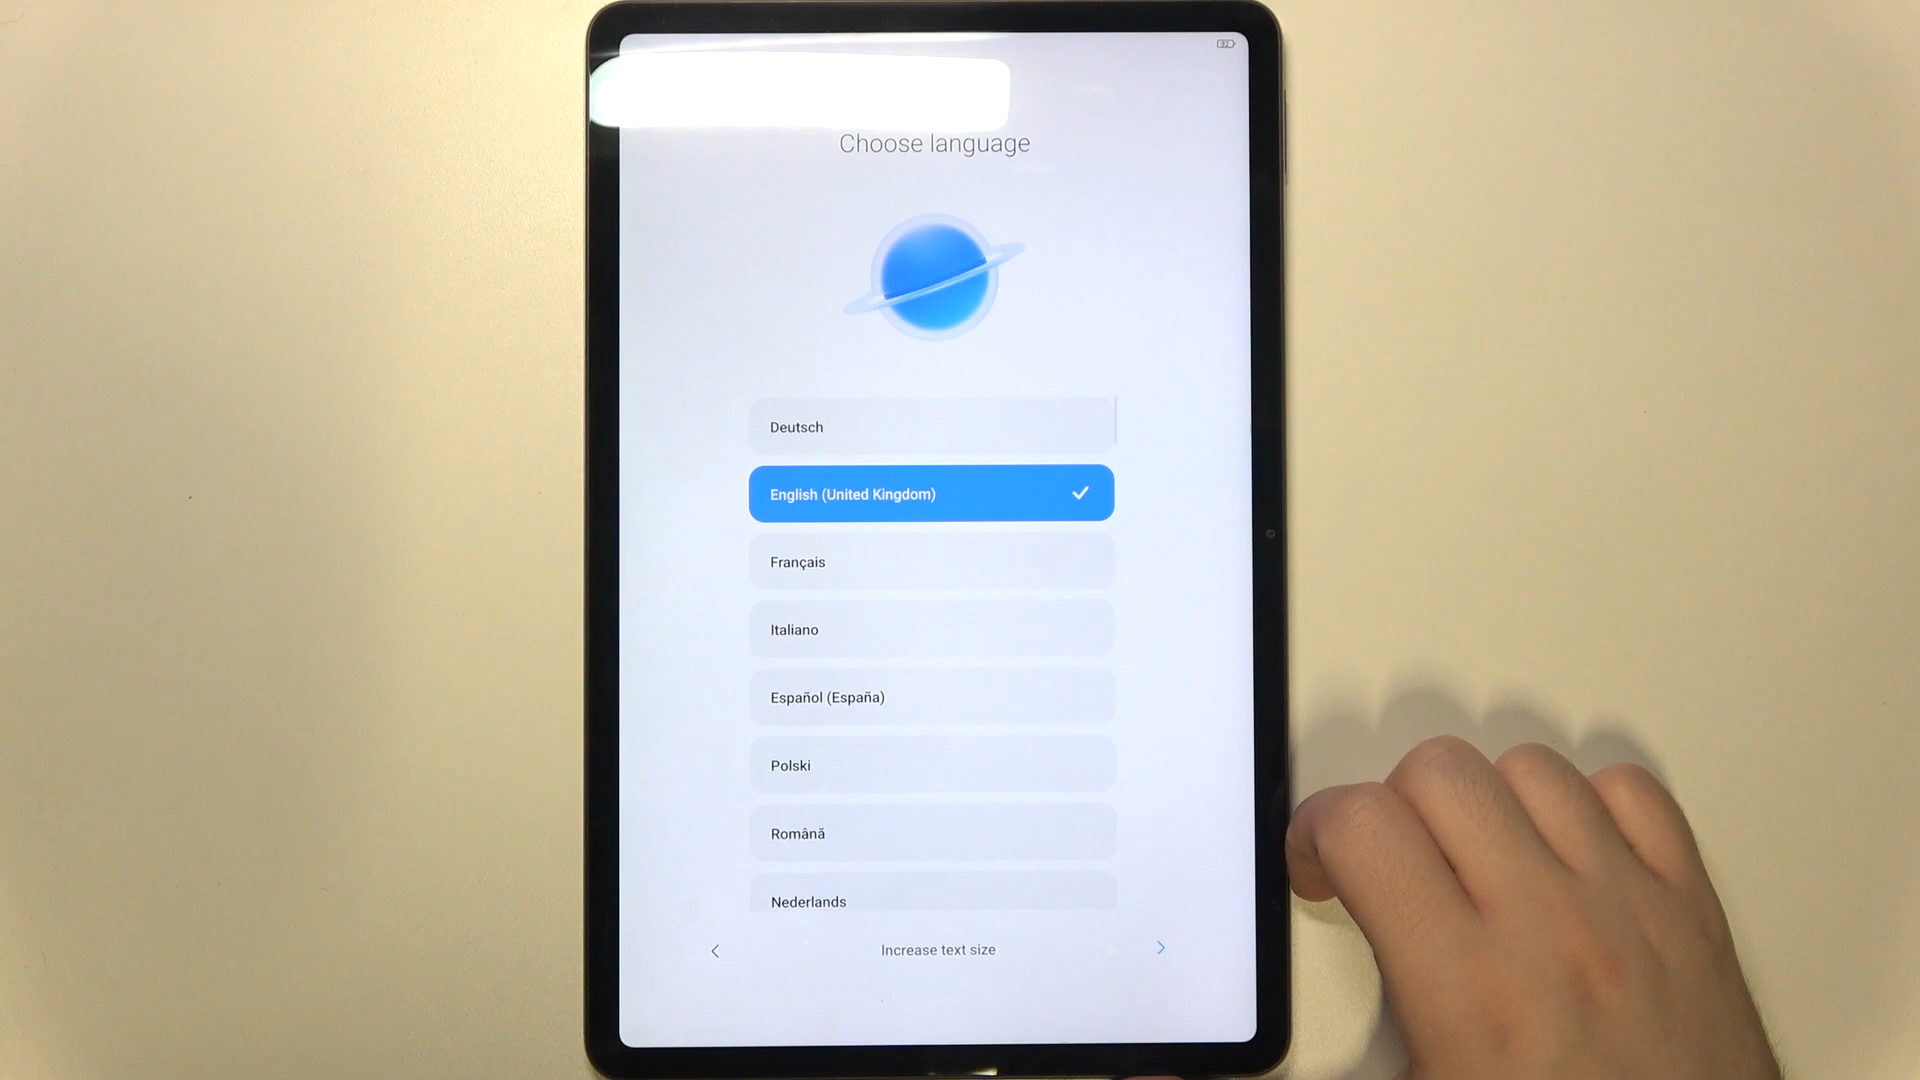 Choose language
Deutsch
English (United Kingdom)
Français
Italiano
Español (España)
Polski
Română
Nederlands
Increase text size